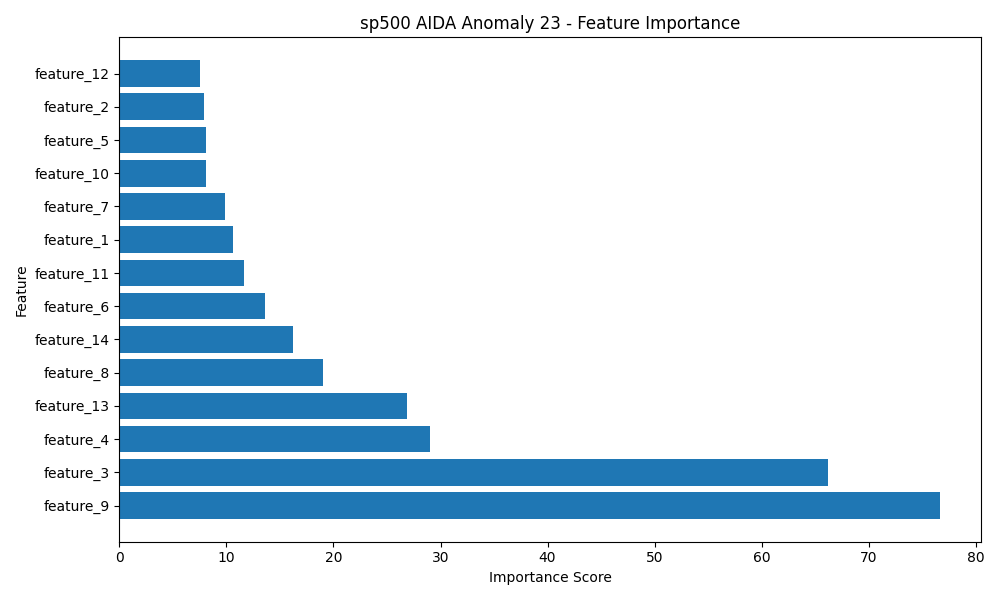 sp500 AIDA Anomaly 23 - Feature Importance
Feature
feature_12
feature_2
feature_5
feature_10
feature_7
feature_1
feature_11
feature_6
feature_14
feature_8
feature_13
feature_4
feature_3
feature_9
0 10 20 30 40 50 60 70 80
Importance Score